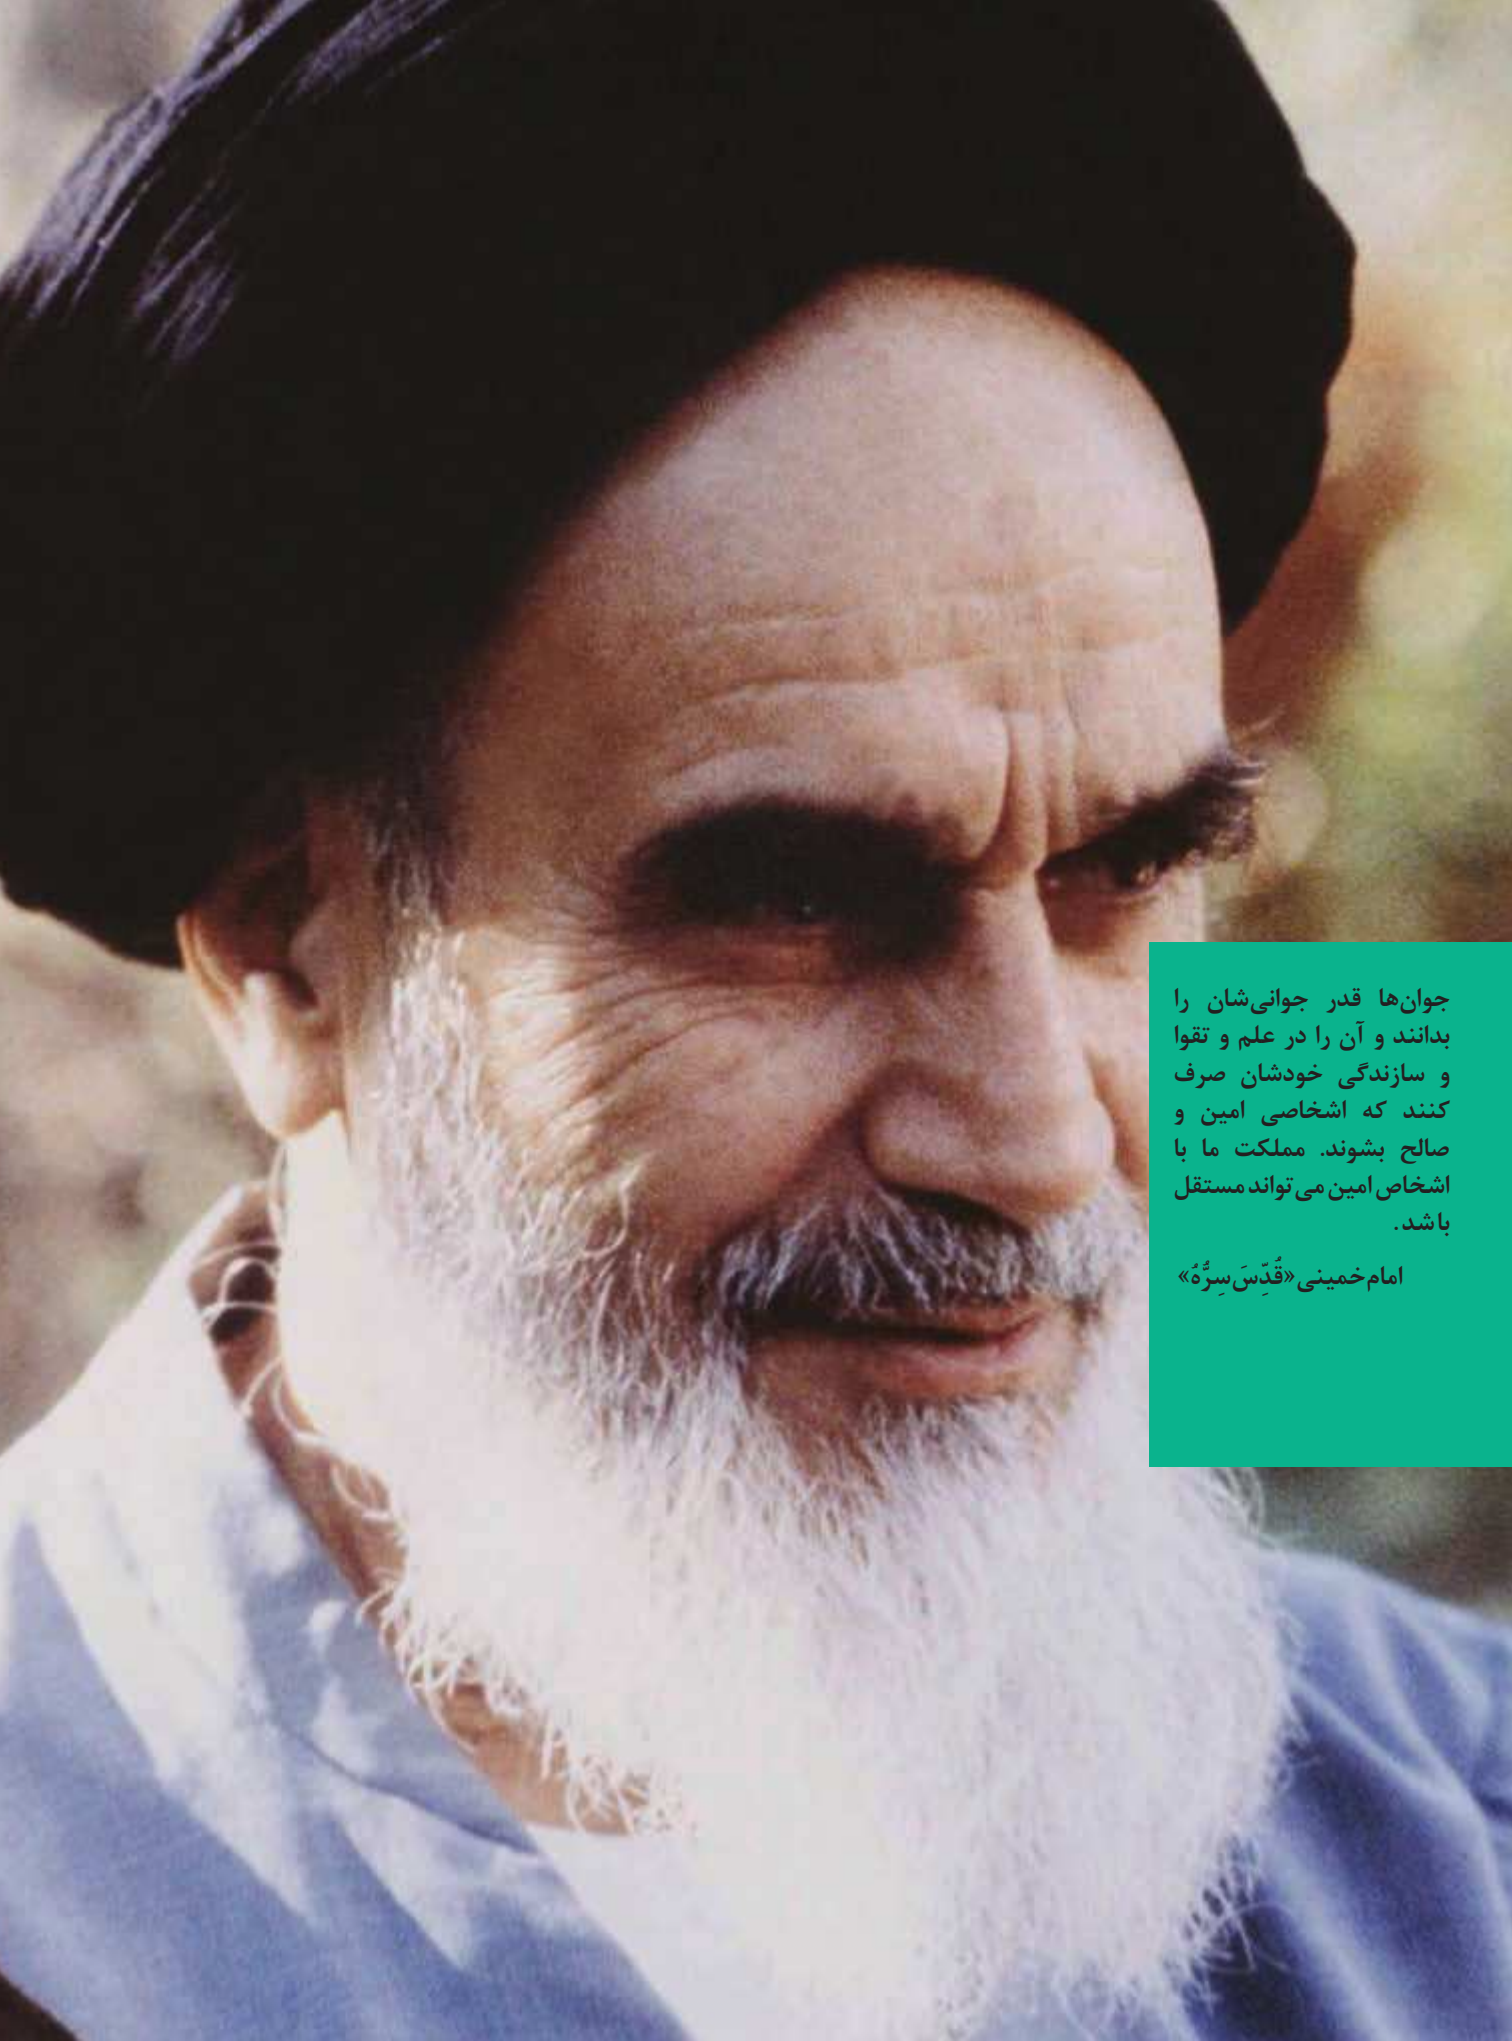 جوان‌ها قدر جوانی‌شان را
بدانند و آن را در علم و تقوا
و سازندگی خودشان صرف
کنند که اشخاصی امین و
صالح بشوند. مملکت ما با
اشخاص امین می‌تواند مستقل
باشد.
امام‌خمینی «قُدِّسَ سِرُّهُ»